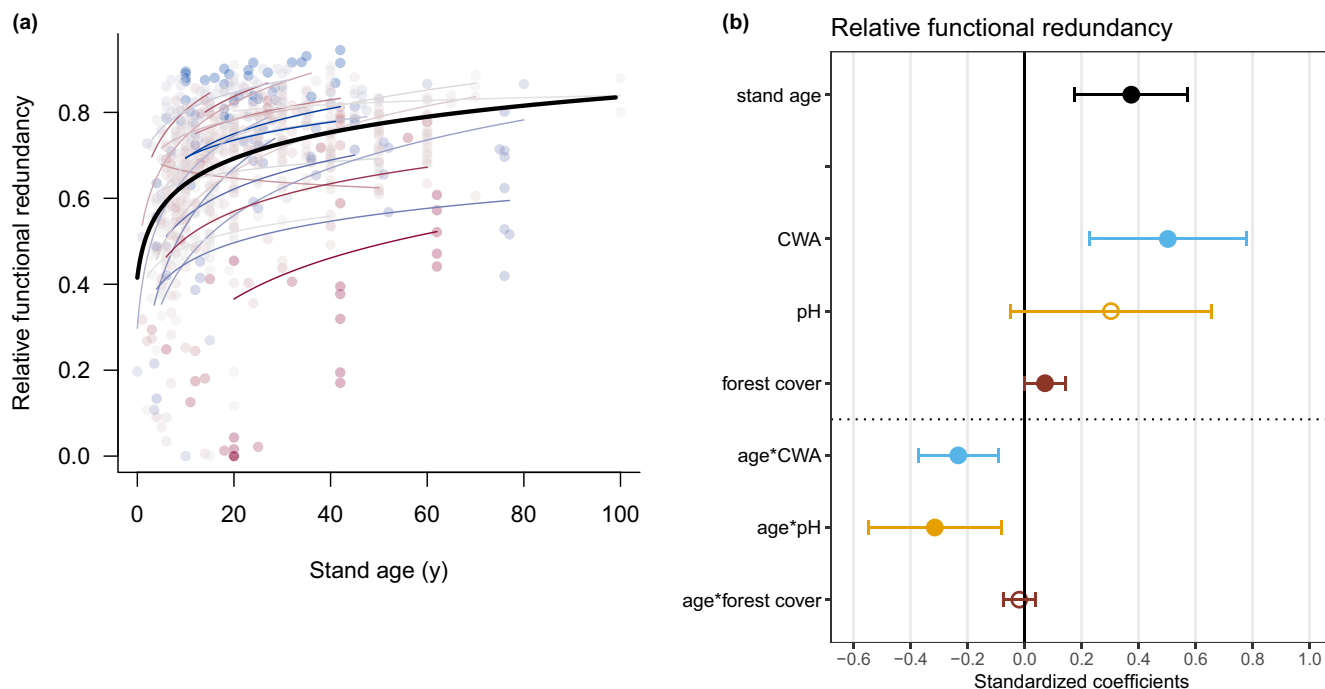 (a)
Relative functional redundancy
0.8
0.6
0.4
0.2
0.0
0 20 40 60 80 100
Stand age (y)
(b)
Relative functional redundancy
stand age
CWA
pH
forest cover
age*CWA
age*pH
age*forest cover
−0.6 −0.4 −0.2 0.0 0.2 0.4 0.6 0.8 1.0
Standardized coefficients